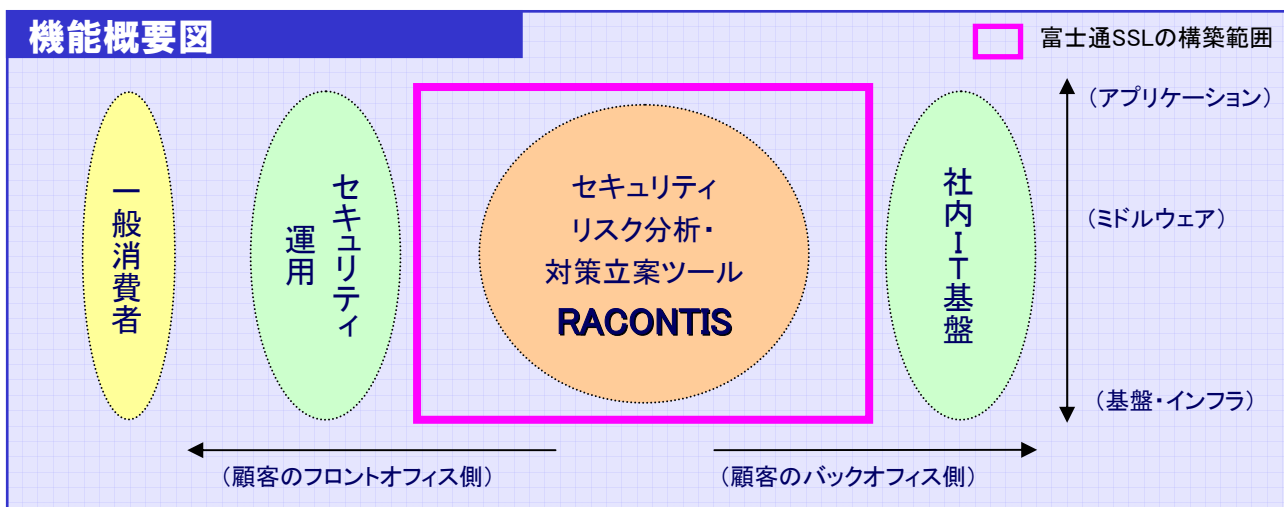 機能概要図
富士通SSLの構築範囲
一般消費者
セキュリティ
運用
セキュリティ
リスク分析・
対策立案ツール
RACONTIS
社内IT基盤
(アプリケーション)
(ミドルウェア)
(基盤・インフラ)
(顧客のフロントオフィス側)
(顧客のバックオフィス側)